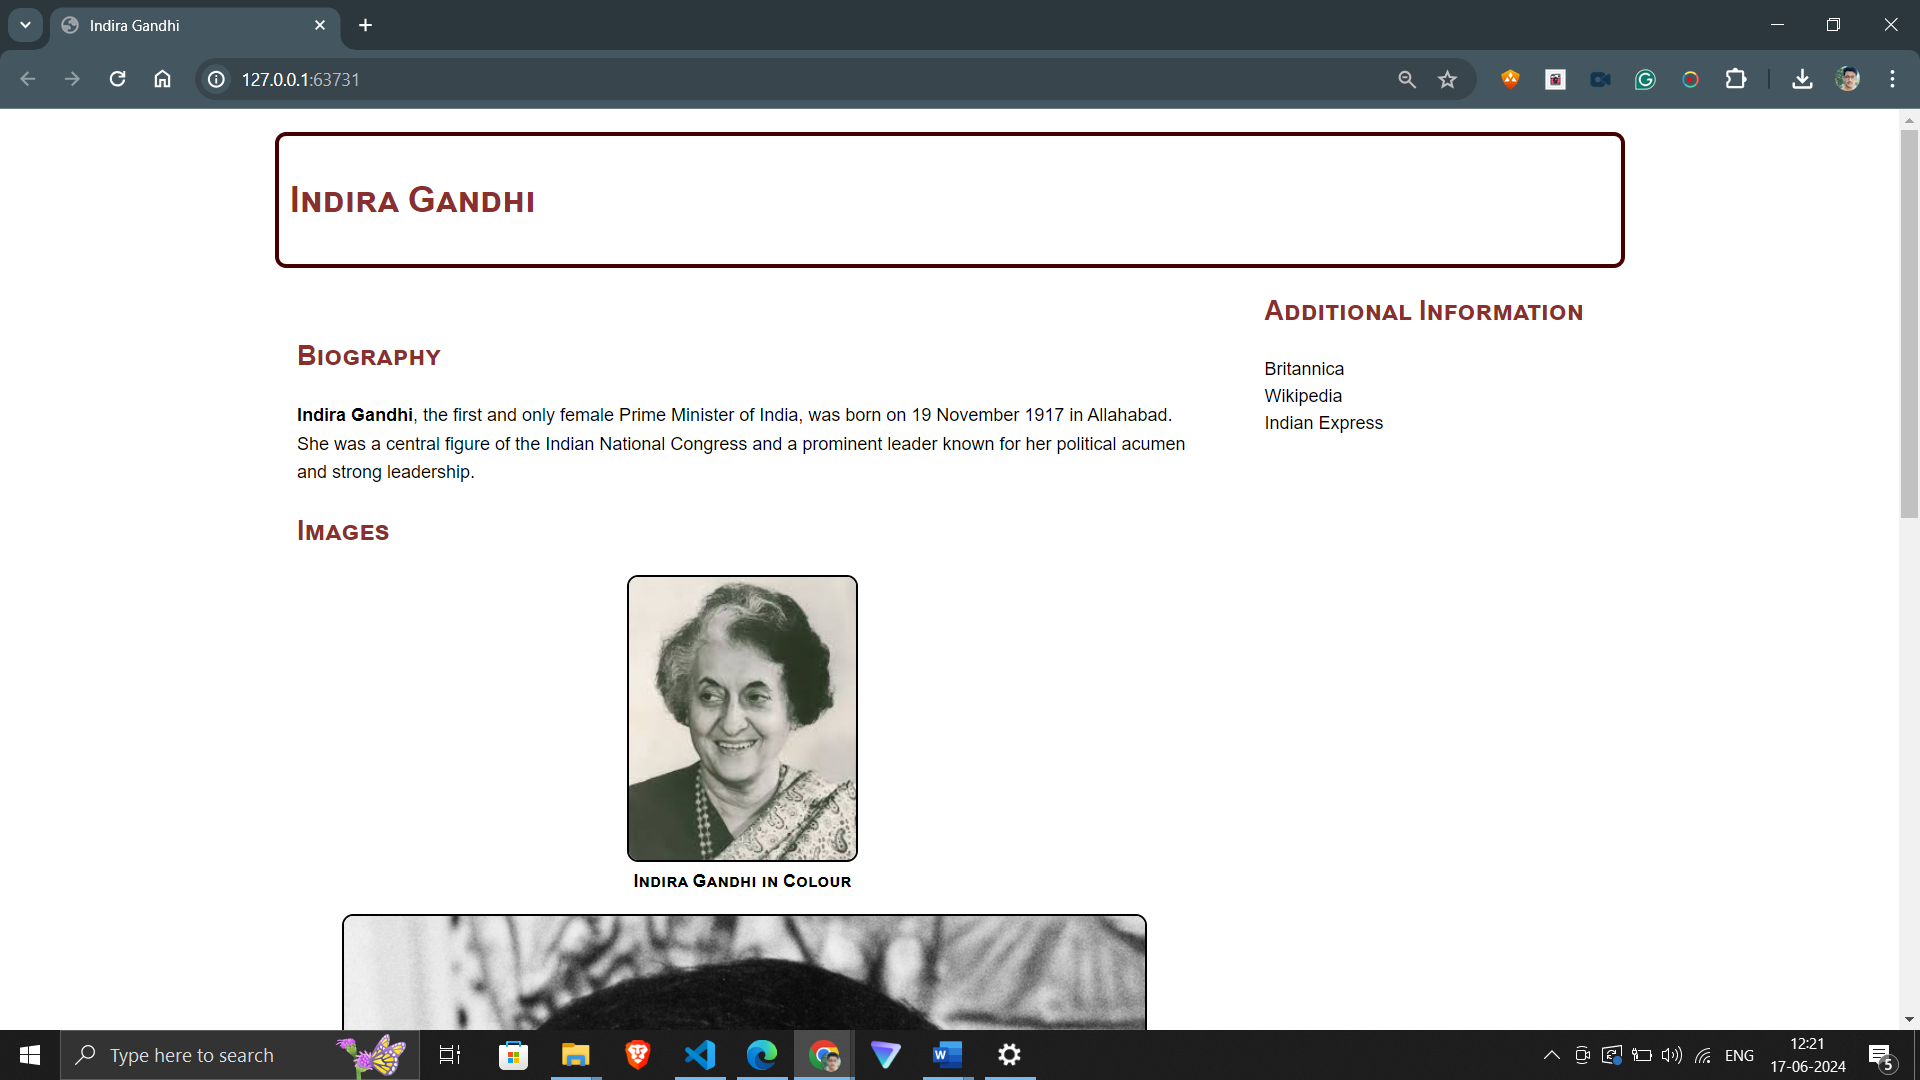 Indira Gandhi
127.0.0.1:63731
Indira Gandhi
Additional Information
Britannica
Wikipedia
Indian Express
Biography
Indira Gandhi, the first and only female Prime Minister of India, was born on 19 November 1917 in Allahabad.
She was a central figure of the Indian National Congress and a prominent leader known for her political acumen
and strong leadership.
Images
Indira Gandhi in Colour
Type here to search
ENG
12:21
17-06-2024
5